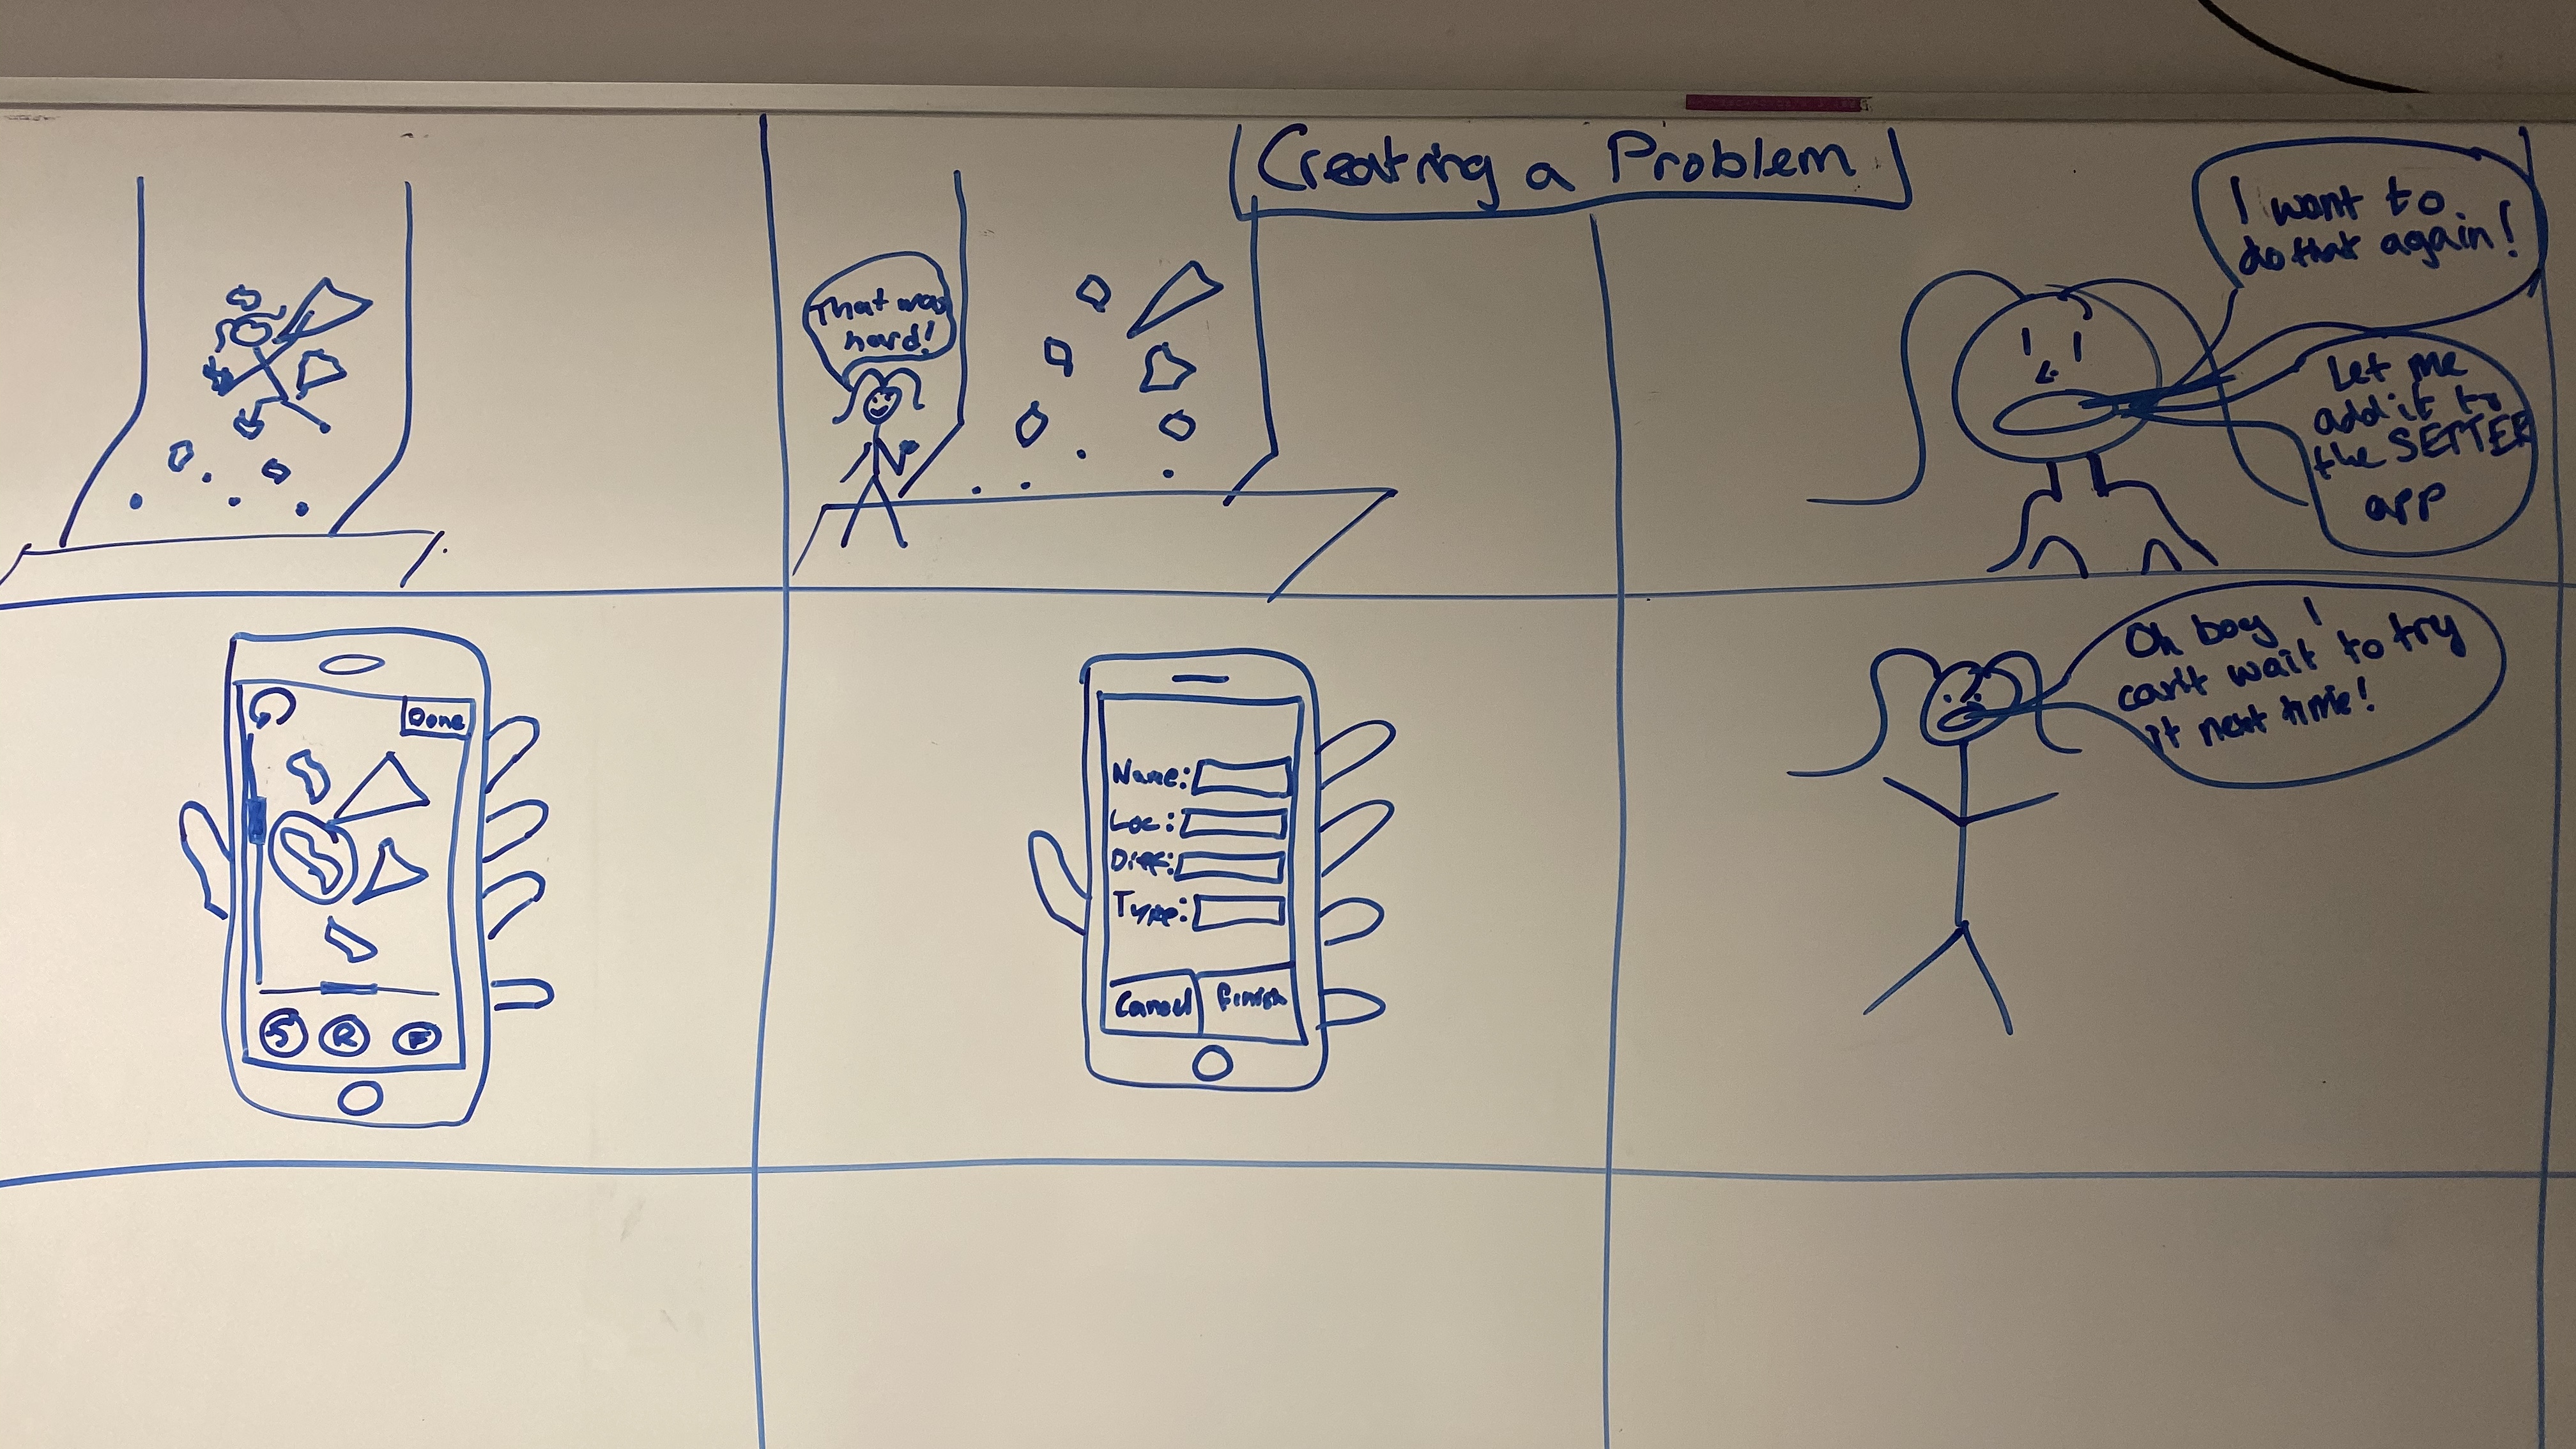 Creating a Problem
That was
hard!
I want to
do that again!
Let me
add it to
the SETTER
app
Done
S R F
Name:
Loc:
Diff:
Type:
Cancel Finish
Oh boy I
can't wait to try
it next time!